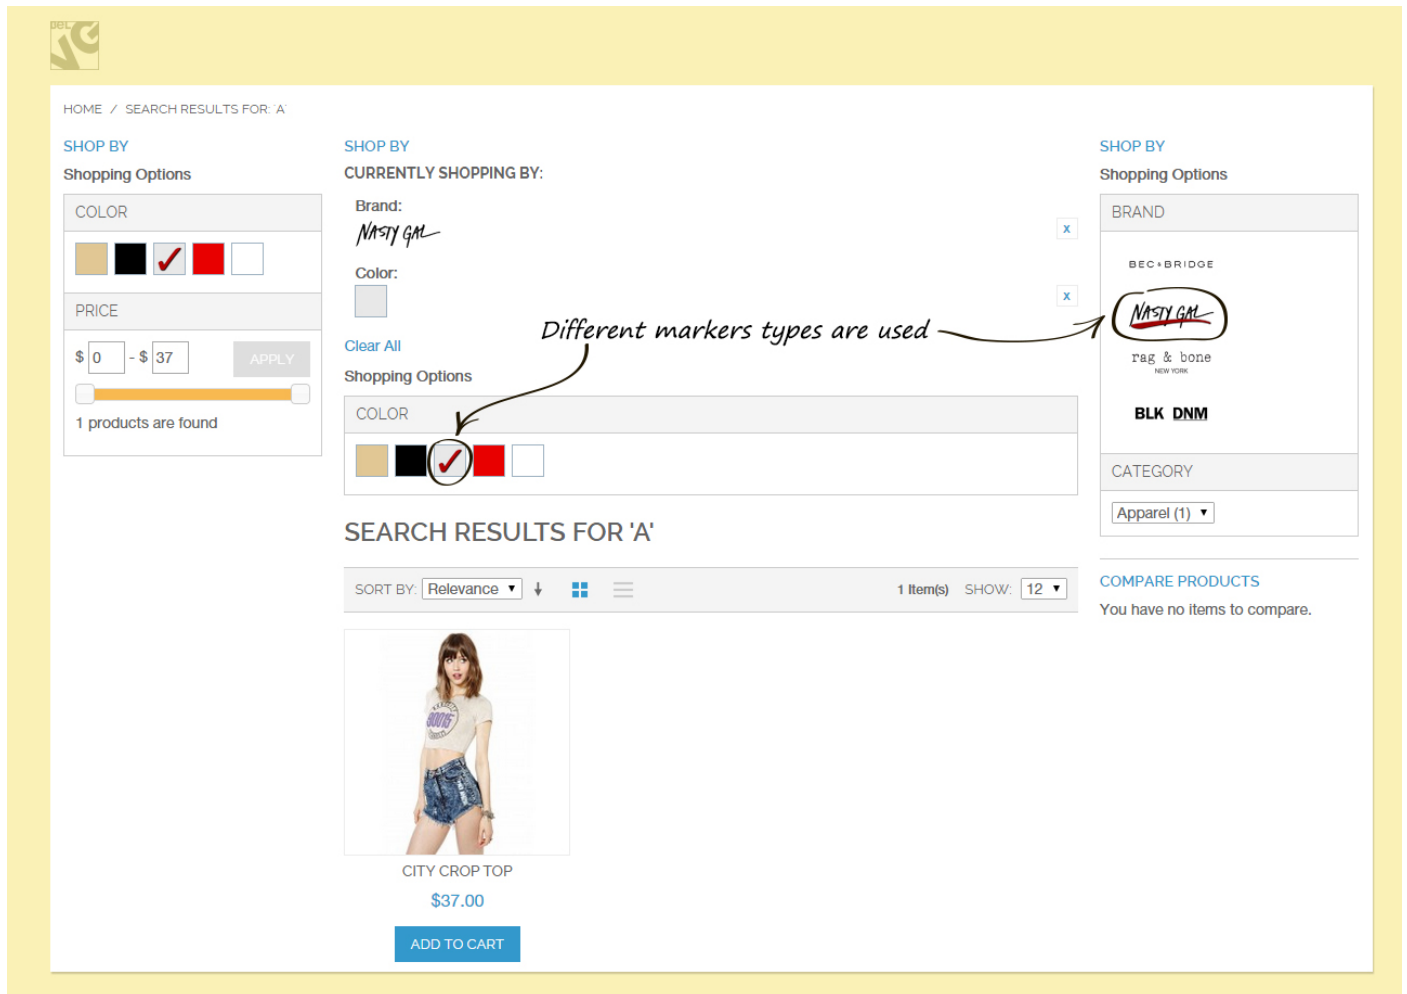 DEL
VG
HOME / SEARCH RESULTS FOR: 'A'
SHOP BY
Shopping Options
COLOR
PRICE
$ 0 - $ 37 APPLY
1 products are found
SHOP BY
CURRENTLY SHOPPING BY:
Brand:
NASTY GAL
x
Color:
x
Clear All
Different markers types are used
Shopping Options
COLOR
SEARCH RESULTS FOR 'A'
SORT BY: Relevance 1 Item(s) SHOW: 12
90015
CITY CROP TOP
$37.00
ADD TO CART
SHOP BY
Shopping Options
BRAND
BEC+BRIDGE
NASTY GAL
rag & bone
NEW YORK
BLK DNM
CATEGORY
Apparel (1)
COMPARE PRODUCTS
You have no items to compare.